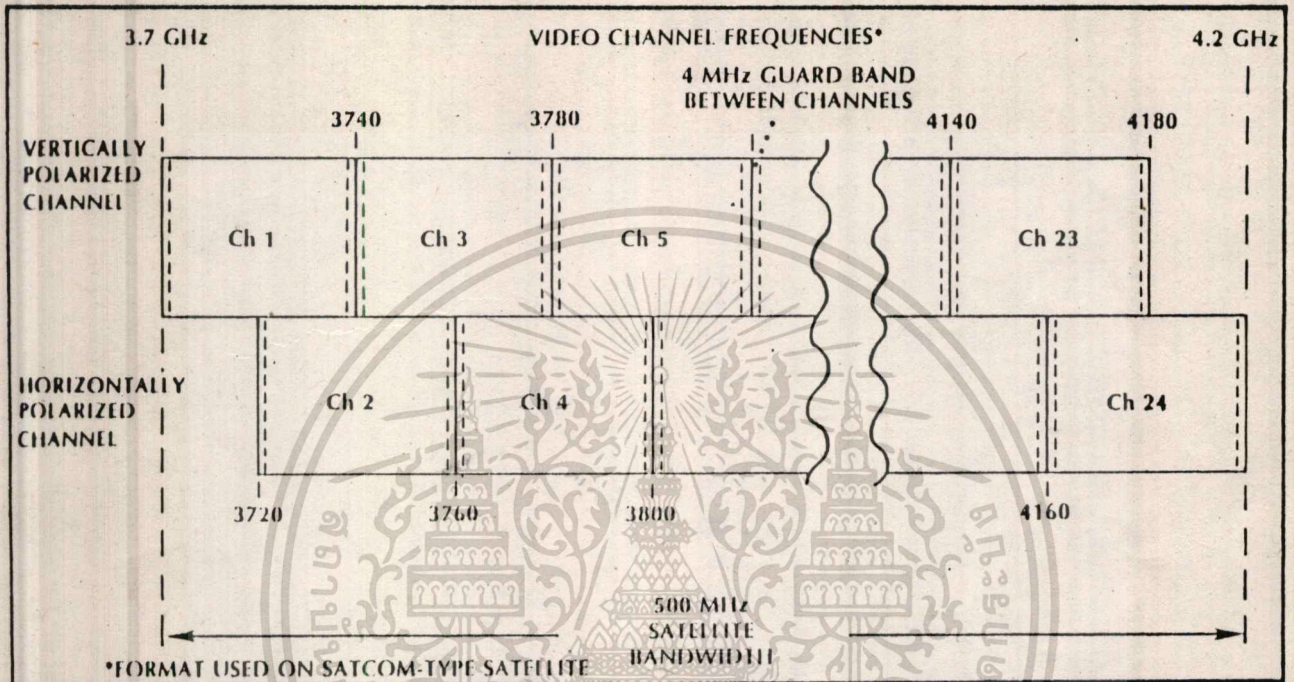 3.7 GHz
VIDEO CHANNEL FREQUENCIES*
4.2 GHz
4 MHz GUARD BAND
BETWEEN CHANNELS
3740
3780
4140
4180
VERTICALLY
POLARIZED
CHANNEL
Ch 1
Ch 3
Ch 5
Ch 23
HORIZONTALLY
POLARIZED
CHANNEL
Ch 2
Ch 4
Ch 24
3720
3760
3800
4160
500 MHz
SATELLITE
BANDWIDTH
*FORMAT USED ON SATCOM-TYPE SATELLITE